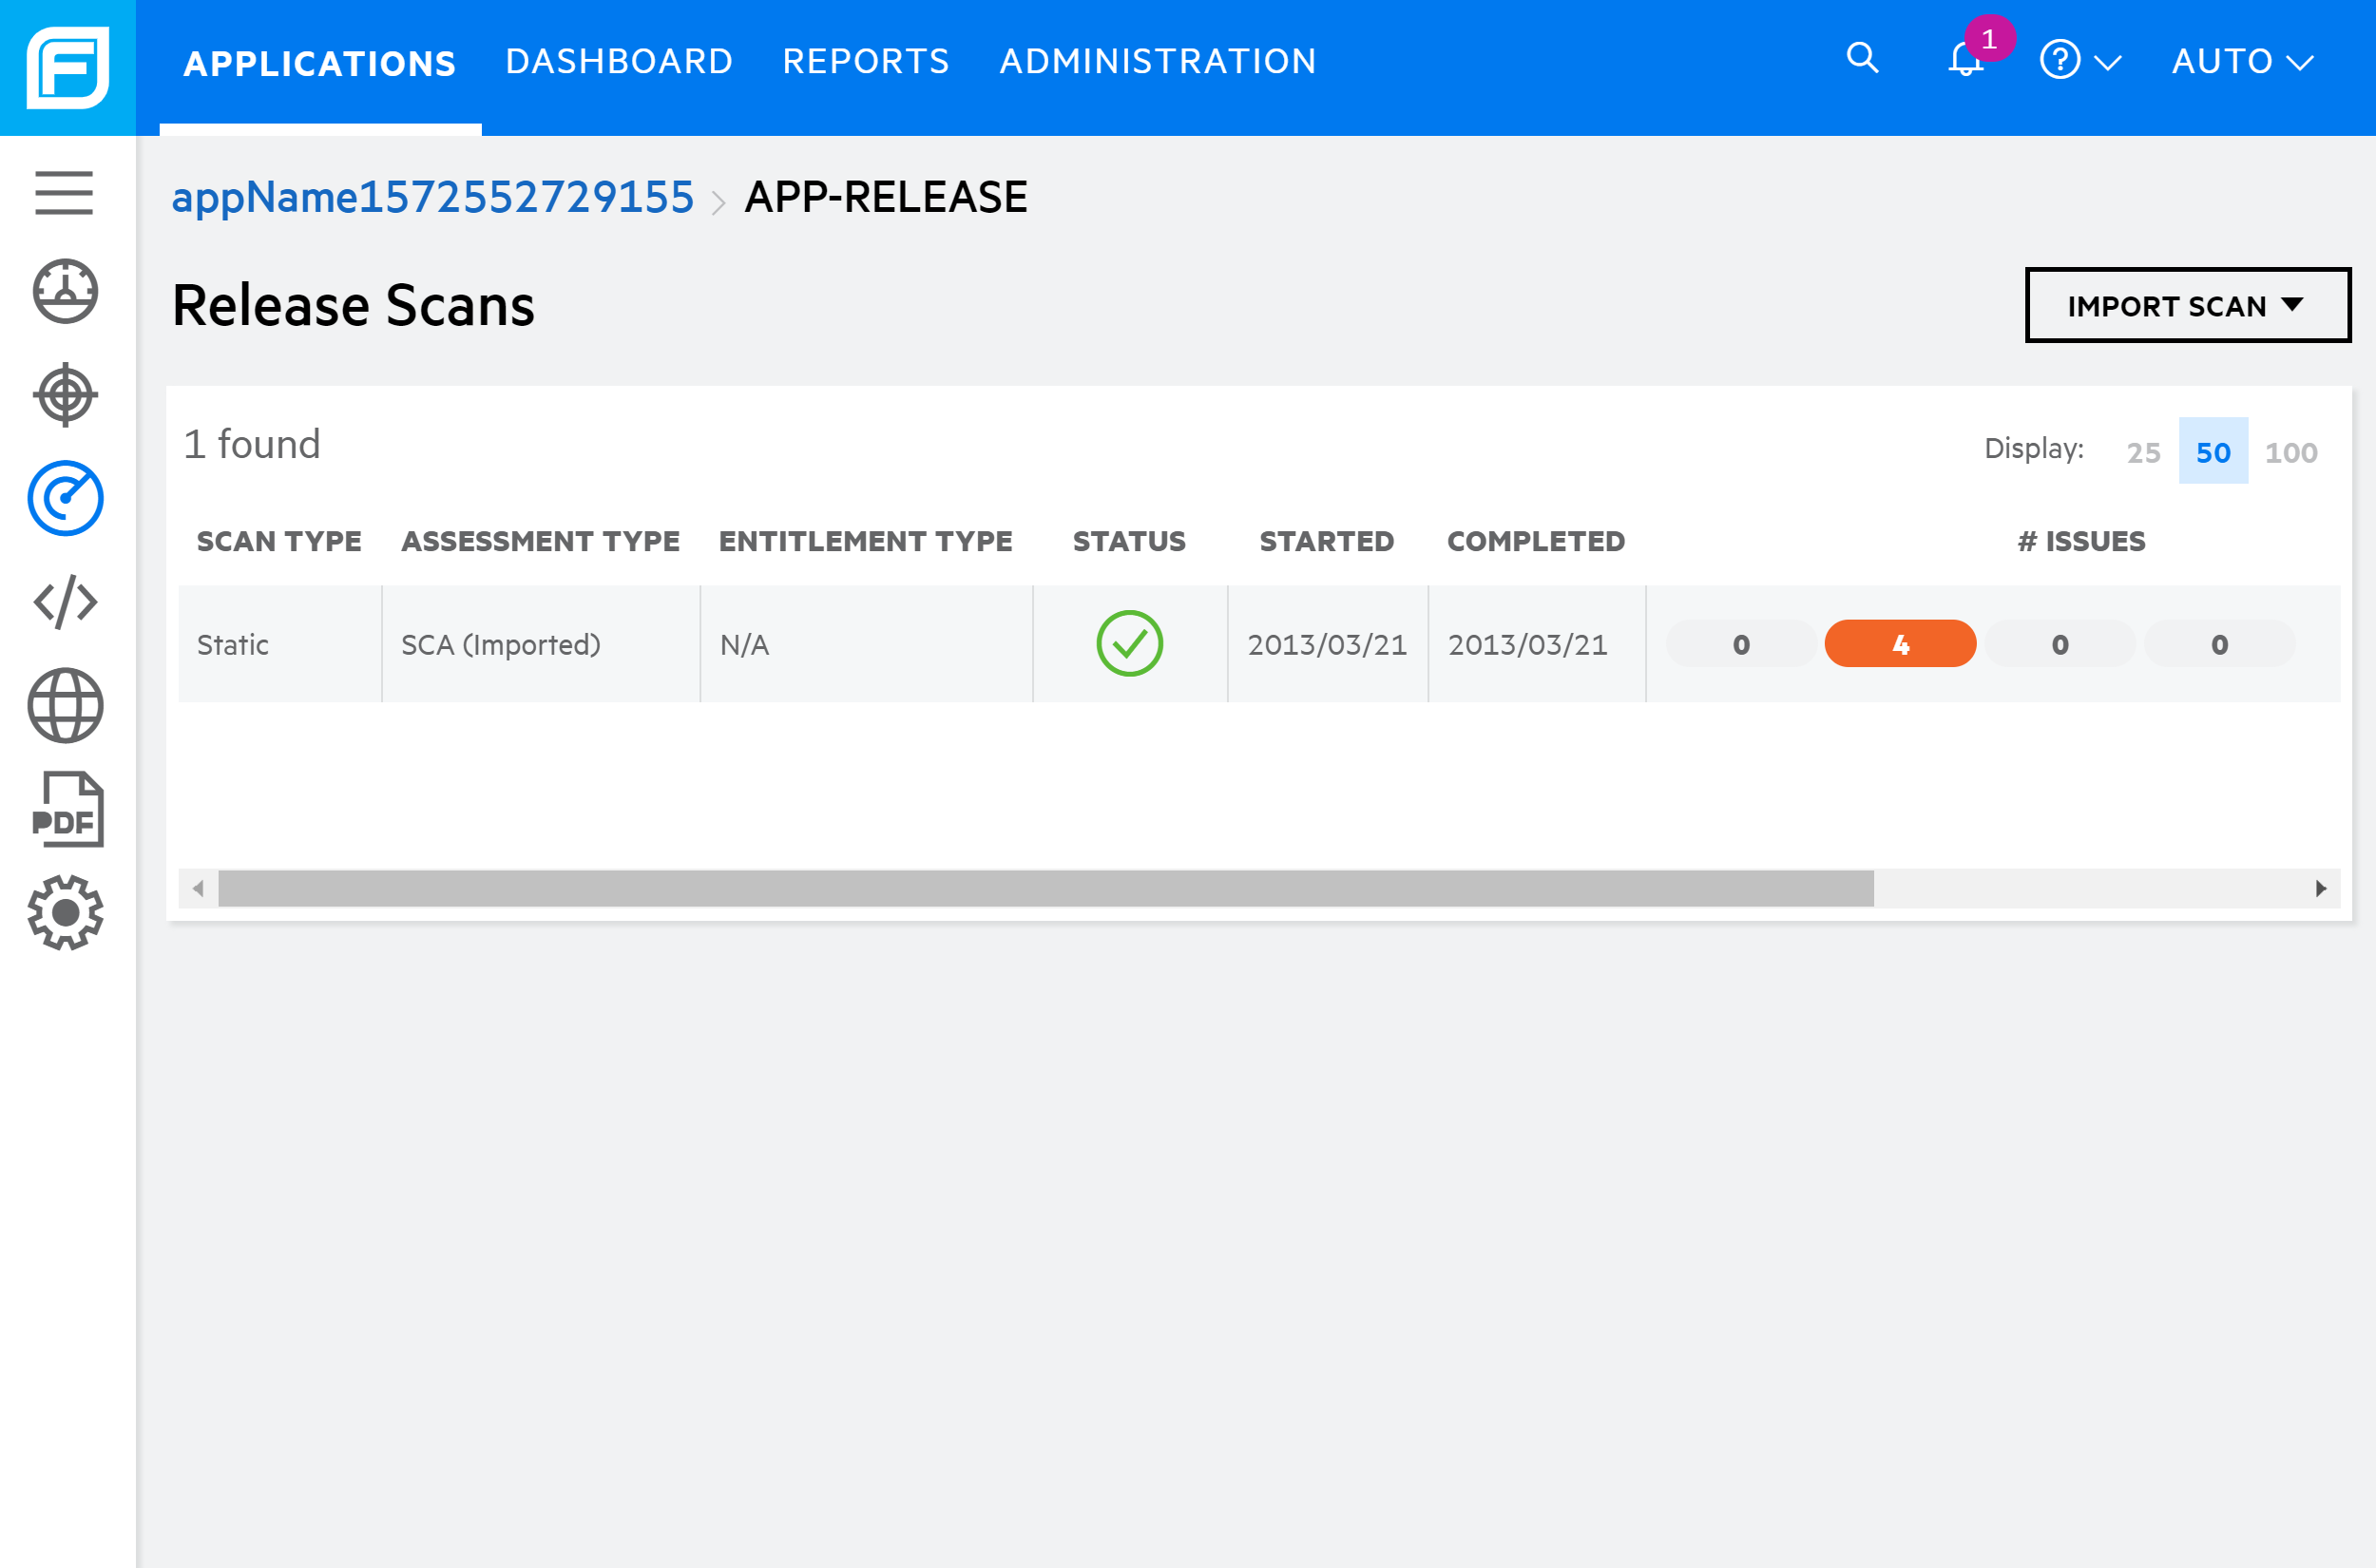 APPLICATIONS DASHBOARD REPORTS ADMINISTRATION 1 AUTO
appName1572552729155 APP-RELEASE
Release Scans IMPORT SCAN
1 found Display: 25 50 100
SCAN TYPE ASSESSMENT TYPE ENTITLEMENT TYPE STATUS STARTED COMPLETED # ISSUES
Static SCA (Imported) N/A 2013/03/21 2013/03/21 0 4 0 0
PDF